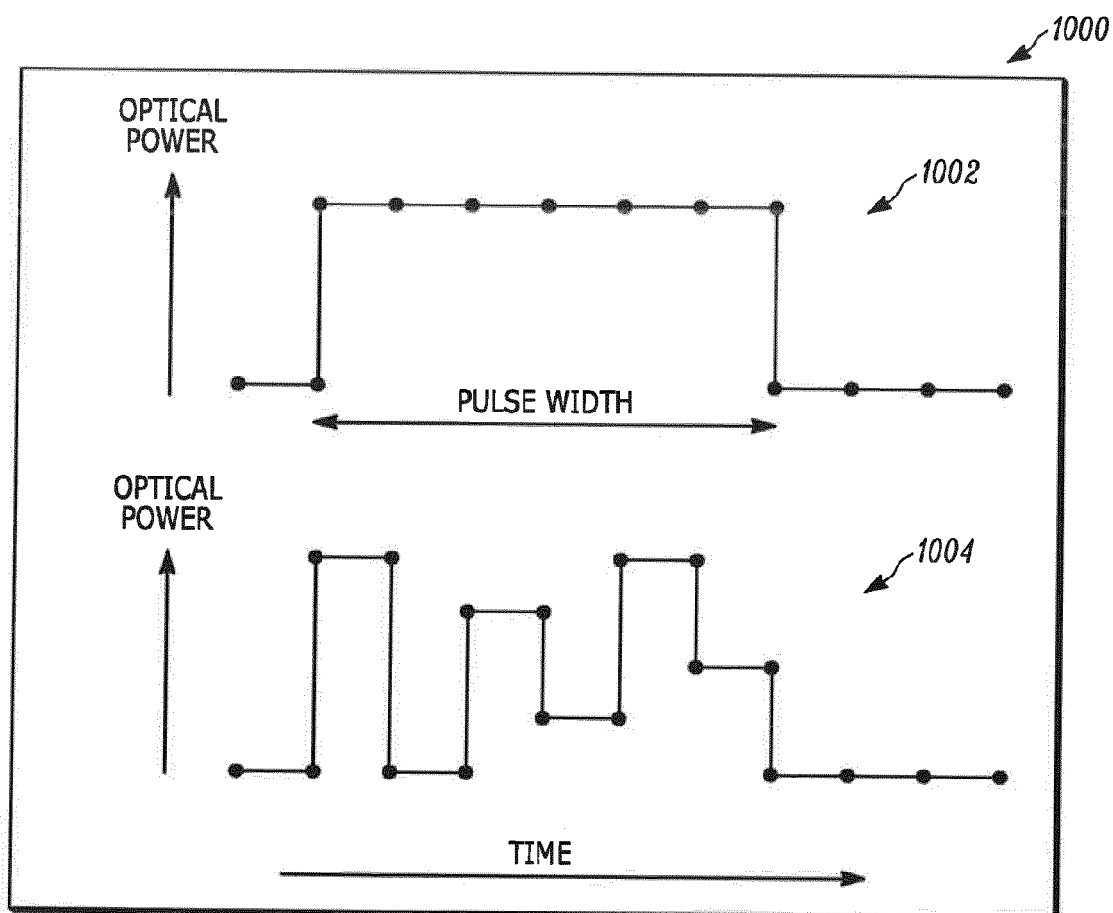 1000
OPTICAL
POWER
1002
PULSE WIDTH
OPTICAL
POWER
1004
TIME